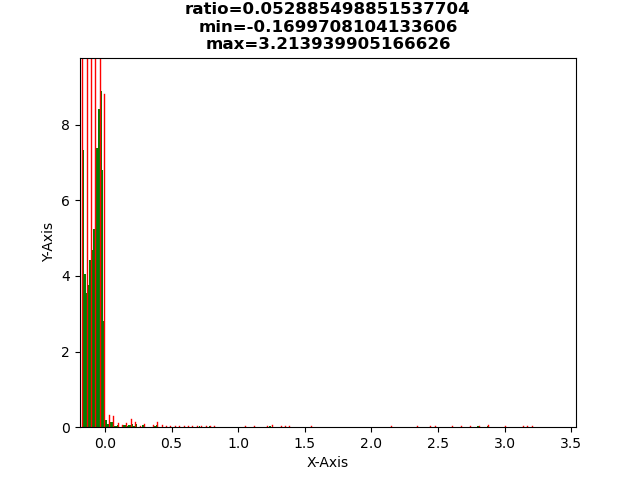 ratio=0.052885498851537704
min=-0.1699708104133606
max=3.213939905166626
Y-Axis
8
6
4
2
0
0.0 0.5 1.0 1.5 2.0 2.5 3.0 3.5
X-Axis